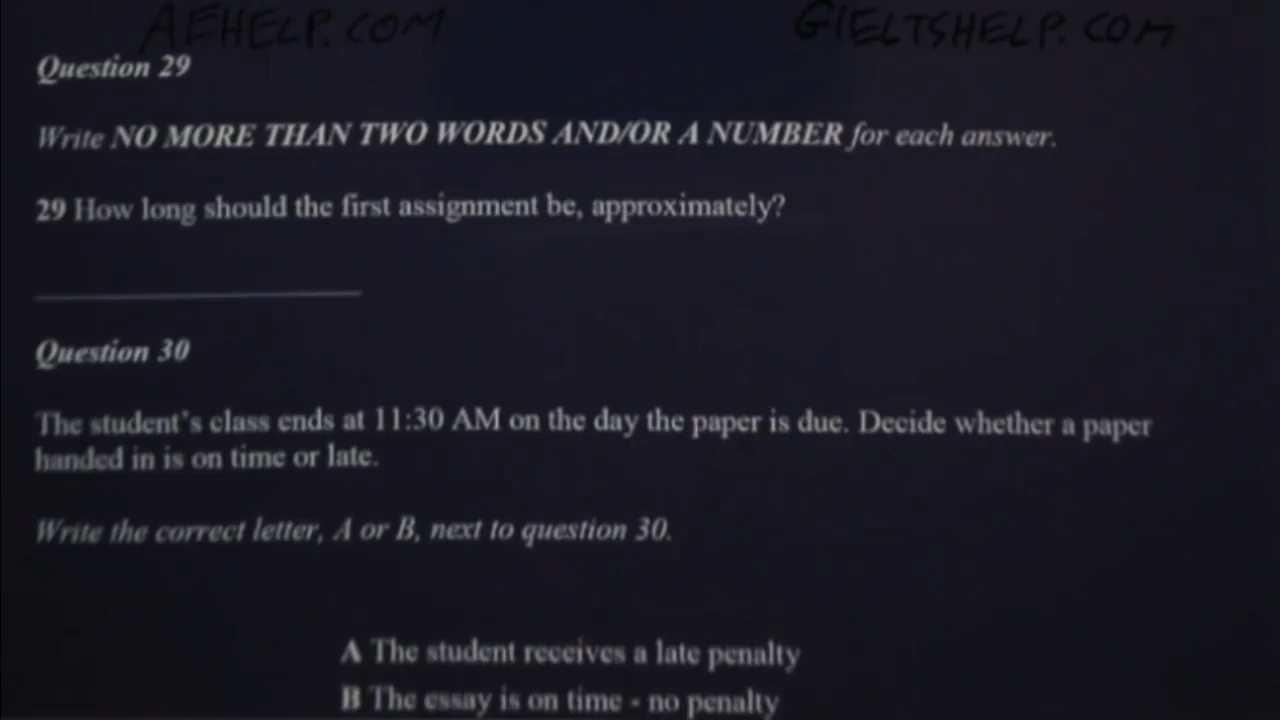 AEHELP.COM
GIELTSHELP.COM
Question 29
Write NO MORE THAN TWO WORDS AND/OR A NUMBER for each answer.
29 How long should the first assignment be, approximately?
Question 30
The student's class ends at 11:30 AM on the day the paper is due. Decide whether a paper
handed in is on time or late.
Write the correct letter, A or B, next to question 30.
A The student receives a late penalty
B The essay is on time - no penalty